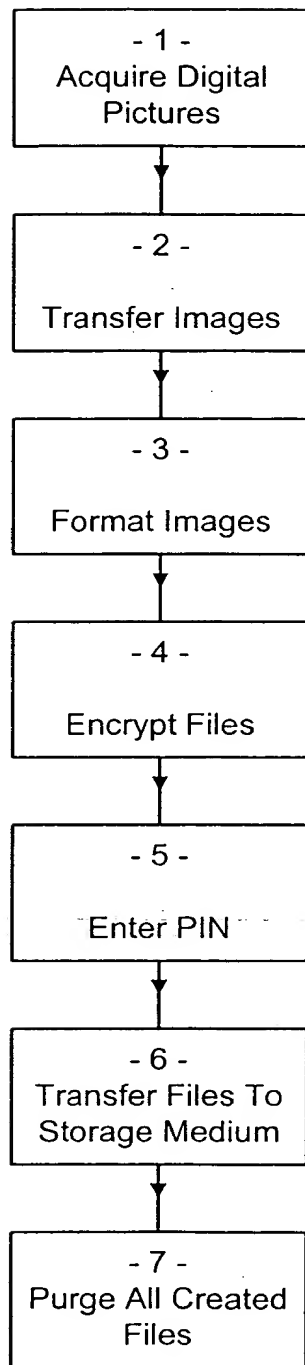 - 1 -
Acquire Digital
Pictures
- 2 -
Transfer Images
- 3 -
Format Images
- 4 -
Encrypt Files
- 5 -
Enter PIN
- 6 -
Transfer Files To
Storage Medium
- 7 -
Purge All Created
Files